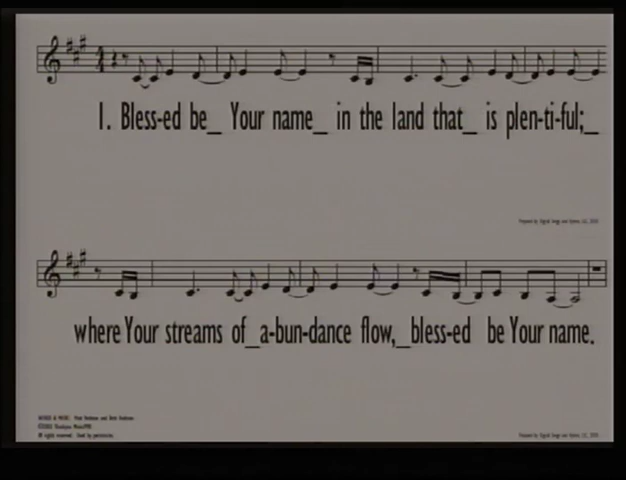 1. Bless-ed be_ Your name_ in the land that_ is plen-ti-ful;_
where Your streams of_a-bun-dance flow,_bless-ed be Your name.